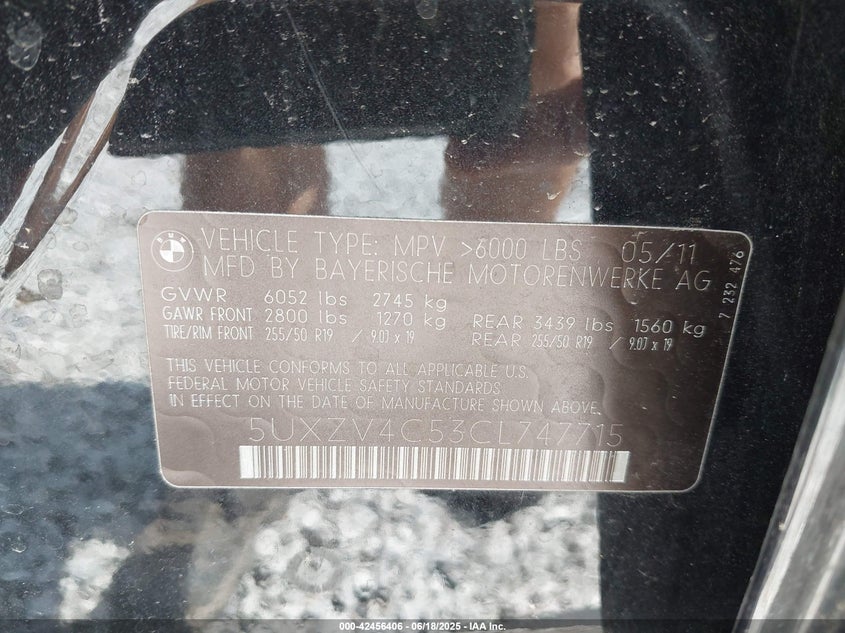 BMW
VEHICLE TYPE: MPV >6000 LBS 05/11
MFD BY BAYERISCHE MOTORENWERKE AG
7 232 476
GVWR 6052 lbs 2745 kg
GAWR FRONT 2800 lbs 1270 kg REAR 3439 lbs 1560 kg
TIRE/RIM FRONT 255/50 R19 / 9.0J x 19 REAR 255/50 R19 / 9.0J x 19
THIS VEHICLE CONFORMS TO ALL APPLICABLE U.S.
FEDERAL MOTOR VEHICLE SAFETY STANDARDS
IN EFFECT ON THE DATE OF MANUFACTURE SHOWN ABOVE.
5UXZV4C53CL747715
000-42456406 - 06/18/2025 - IAA Inc.